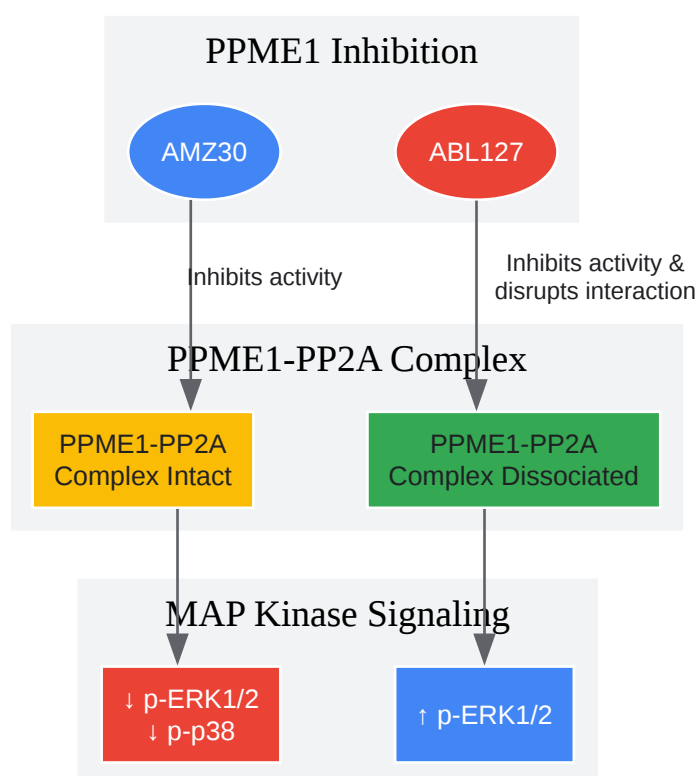 PPME1 Inhibition
AMZ30
ABL127
Inhibits activity
Inhibits activity &
disrupts interaction
PPME1-PP2A Complex
PPME1-PP2A
Complex Intact
PPME1-PP2A
Complex Dissociated
MAP Kinase Signaling
↓ p-ERK1/2
↓ p-p38
↑ p-ERK1/2